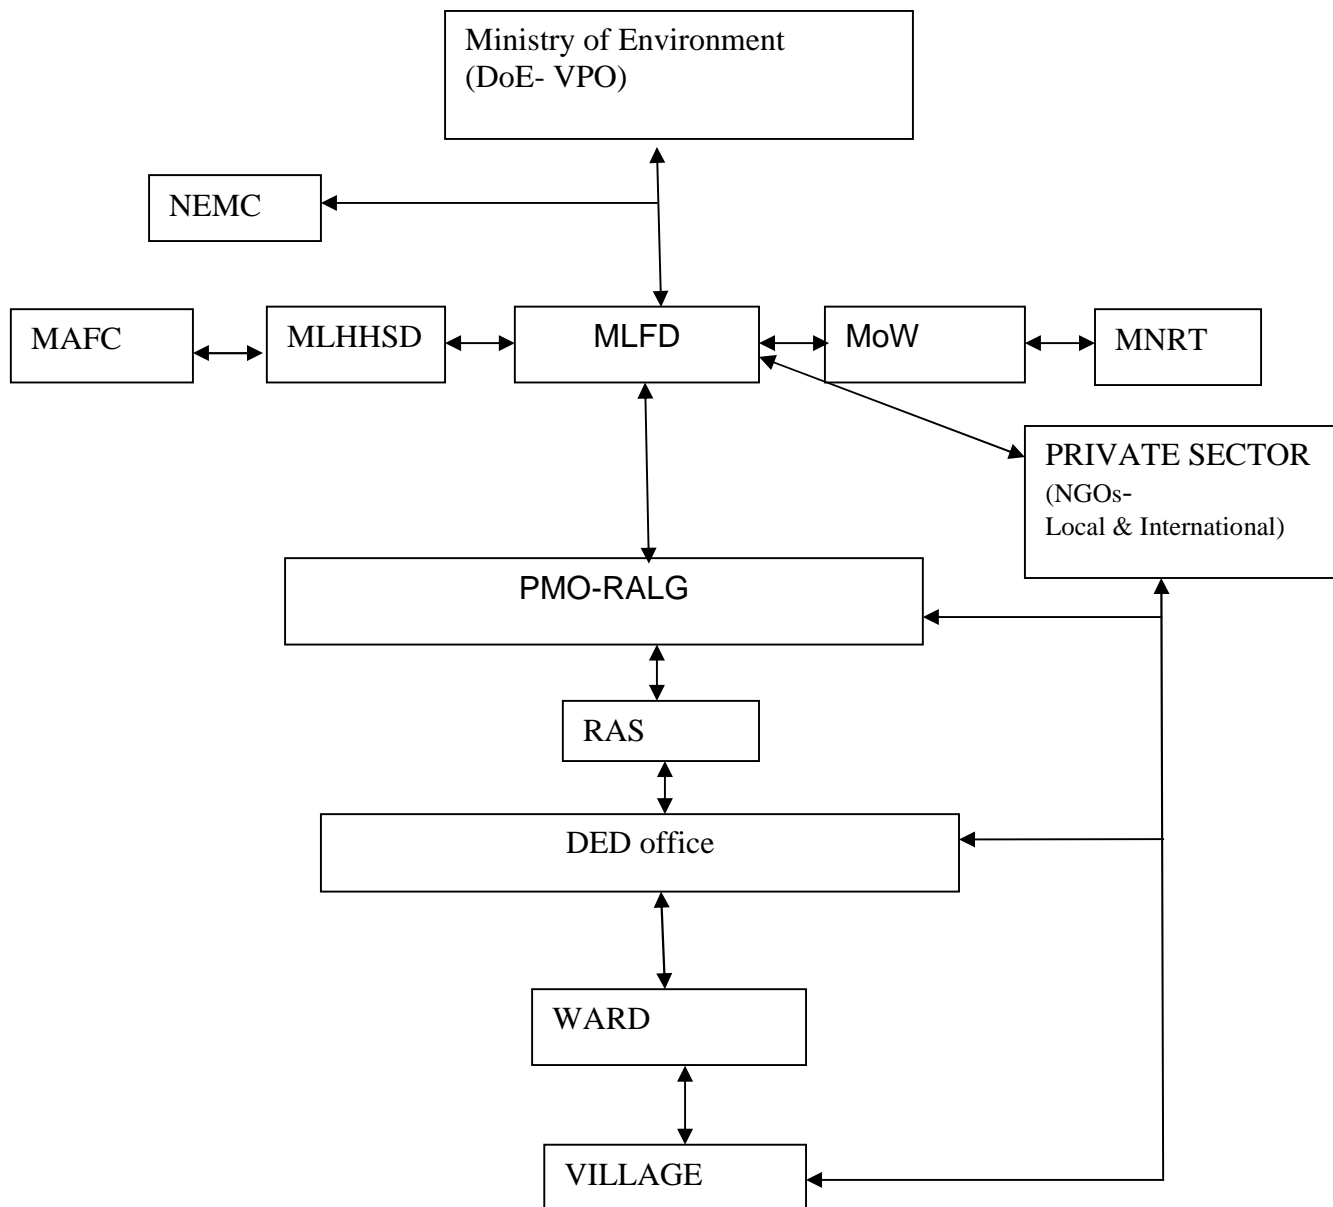 Ministry of Environment
(DoE- VPO)
NEMC
MAFC
MLHHSD
MLFD
MoW
MNRT
PRIVATE SECTOR
(NGOs-
Local & International)
PMO-RALG
RAS
DED office
WARD
VILLAGE